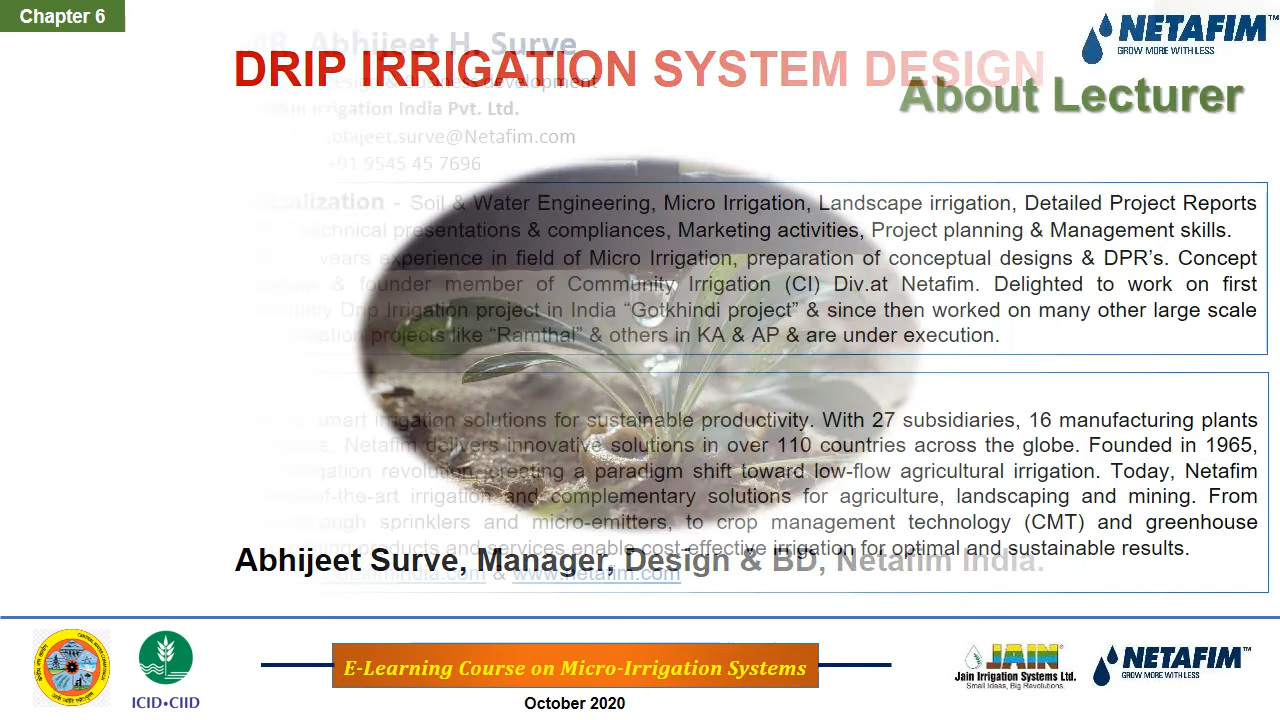 Chapter 6
Abhijeet H. Surve
DRIP IRRIGATION SYSTEM DESIGN
NETAFIM™
GROW MORE WITH LESS
development
About Lecturer
Irrigation India Pvt. Ltd.
abhijeet.surve@Netafim.com
+91 9545 45 7696
- Soil & Water Engineering, Micro Irrigation, Landscape irrigation, Detailed Project Reports
technical presentations & compliances, Marketing activities, Project planning & Management skills.
years experience in field of Micro Irrigation, preparation of conceptual designs & DPR's. Concept
& founder member of Community Irrigation (CI) Div.at Netafim. Delighted to work on first
Drip Irrigation project in India “Gotkhindi project” & since then worked on many other large scale
projects like “Ramthal” & others in KA & AP & are under execution.
smart irrigation solutions for sustainable productivity. With 27 subsidiaries, 16 manufacturing plants
Netafim delivers innovative solutions in over 110 countries across the globe. Founded in 1965,
irrigation revolution, creating a paradigm shift toward low-flow agricultural irrigation. Today, Netafim
-of-the-art irrigation and complementary solutions for agriculture, landscaping and mining. From
through sprinklers and micro-emitters, to crop management technology (CMT) and greenhouse
products and services enable cost-effective irrigation for optimal and sustainable results.
Abhijeet Surve, Manager, Design & BD, Netafim India.
& www.netafim.com
ICID•CIID
E-Learning Course on Micro-Irrigation Systems
October 2020
JAIN®
Jain Irrigation Systems Ltd.
Small Ideas, Big Revolutions.
NETAFIM™
GROW MORE WITH LESS